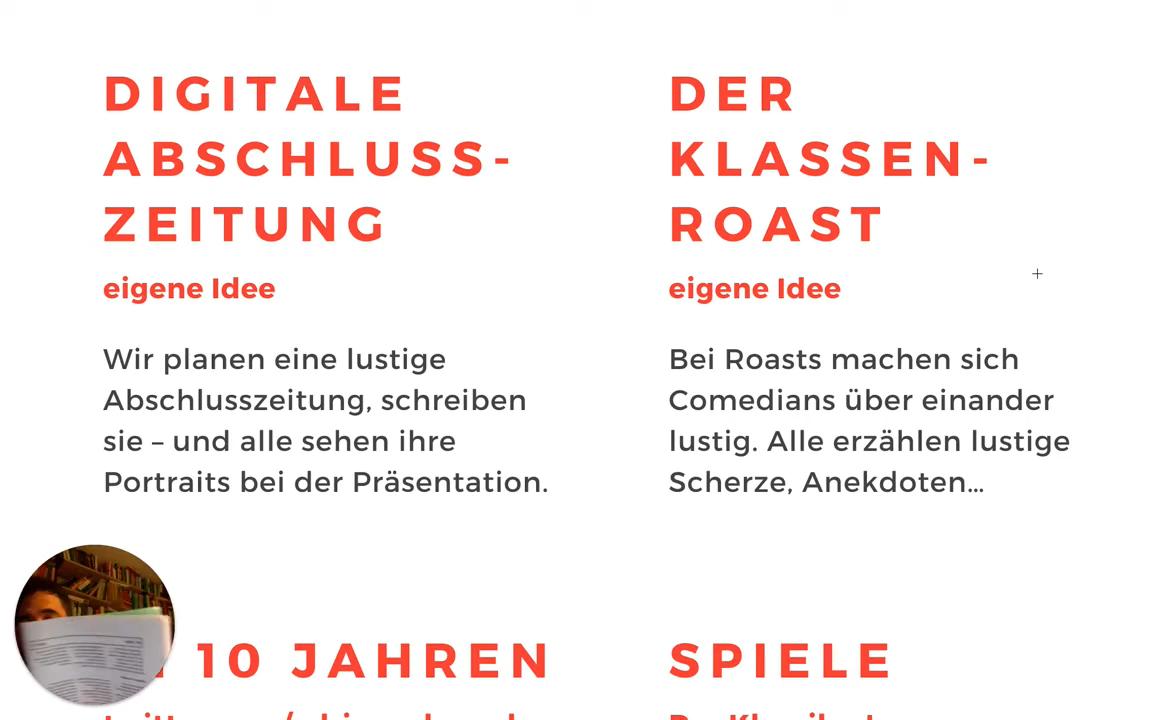 DIGITALE
ABSCHLUSS-
ZEITUNG
eigene Idee
Wir planen eine lustige
Abschlusszeitung, schreiben
sie – und alle sehen ihre
Portraits bei der Präsentation.
DER
KLASSEN-
ROAST
eigene Idee
Bei Roasts machen sich
Comedians über einander
lustig. Alle erzählen lustige
Scherze, Anekdoten…
10 JAHREN
SPIELE